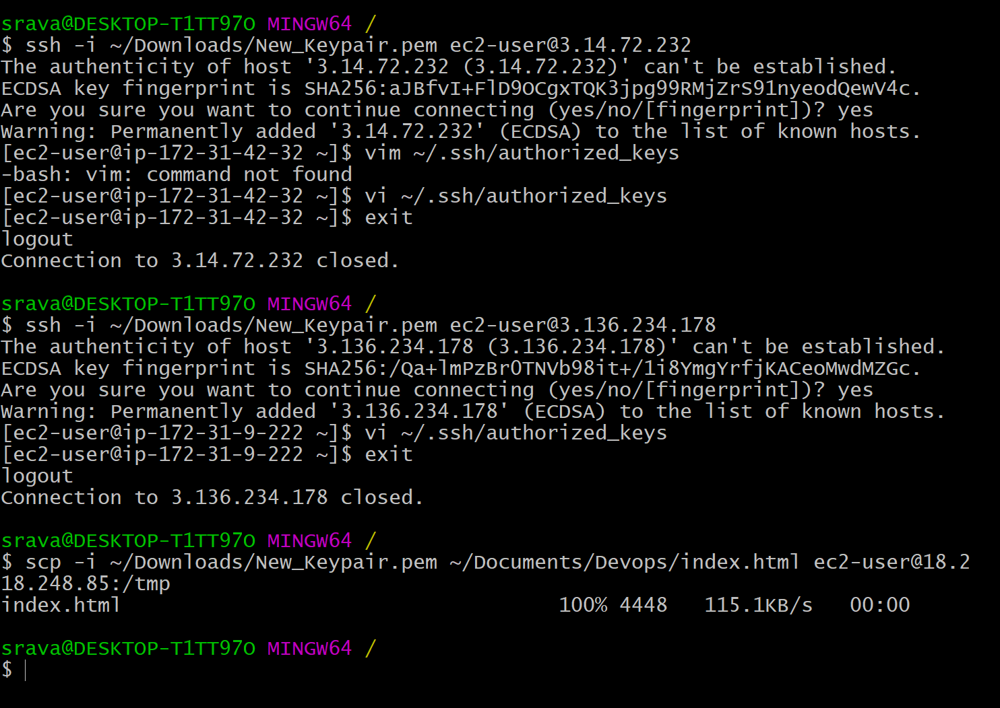 srava@DESKTOP-T1TT97O MINGW64 /
$ ssh -i ~/Downloads/New_Keypair.pem ec2-user@3.14.72.232
The authenticity of host '3.14.72.232 (3.14.72.232)' can't be established.
ECDSA key fingerprint is SHA256:aJBfvI+FlD9OCgxTQK3jpg99RMjZrS91nyeodQewV4c.
Are you sure you want to continue connecting (yes/no/[fingerprint])? yes
Warning: Permanently added '3.14.72.232' (ECDSA) to the list of known hosts.
[ec2-user@ip-172-31-42-32 ~]$ vim ~/.ssh/authorized_keys
-bash: vim: command not found
[ec2-user@ip-172-31-42-32 ~]$ vi ~/.ssh/authorized_keys
[ec2-user@ip-172-31-42-32 ~]$ exit
logout
Connection to 3.14.72.232 closed.
srava@DESKTOP-T1TT97O MINGW64 /
$ ssh -i ~/Downloads/New_Keypair.pem ec2-user@3.136.234.178
The authenticity of host '3.136.234.178 (3.136.234.178)' can't be established.
ECDSA key fingerprint is SHA256:/Qa+lmPzBrOTNVb98it+/1i8YmgYrfjKACeoMwdMZGc.
Are you sure you want to continue connecting (yes/no/[fingerprint])? yes
Warning: Permanently added '3.136.234.178' (ECDSA) to the list of known hosts.
[ec2-user@ip-172-31-9-222 ~]$ vi ~/.ssh/authorized_keys
[ec2-user@ip-172-31-9-222 ~]$ exit
logout
Connection to 3.136.234.178 closed.
srava@DESKTOP-T1TT97O MINGW64 /
$ scp -i ~/Downloads/New_Keypair.pem ~/Documents/Devops/index.html ec2-user@18.2
18.248.85:/tmp
index.html 100% 4448 115.1KB/s 00:00
srava@DESKTOP-T1TT97O MINGW64 /
$